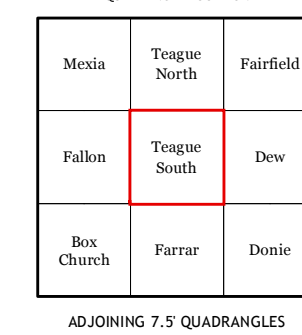 Mexia
Teague
North
Fairfield
Fallon
Teague
South
Dew
Box
Church
Farrar
Donie
ADJOINING 7.5' QUADRANGLES